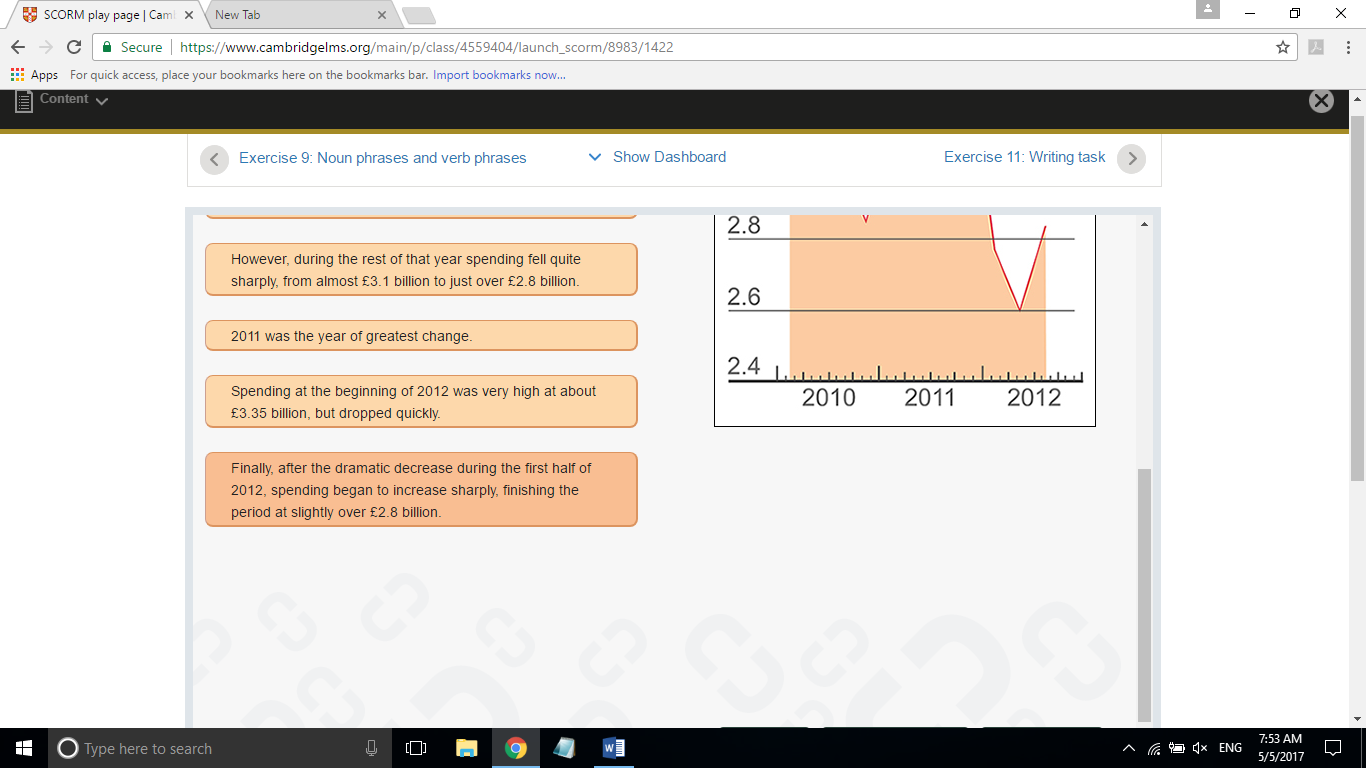 SCORM play page | Cam
New Tab
Secure
https://www.cambridgelms.org/main/p/class/4559404/launch_scorm/8983/1422
Apps
For quick access, place your bookmarks here on the bookmarks bar. Import bookmarks now...
Content
Exercise 9: Noun phrases and verb phrases
Show Dashboard
Exercise 11: Writing task
However, during the rest of that year spending fell quite
sharply, from almost £3.1 billion to just over £2.8 billion.
2011 was the year of greatest change.
Spending at the beginning of 2012 was very high at about
£3.35 billion, but dropped quickly.
Finally, after the dramatic decrease during the first half of
2012, spending began to increase sharply, finishing the
period at slightly over £2.8 billion.
2.8
2.6
2.4
2010 2011 2012
Type here to search
ENG
7:53 AM
5/5/2017